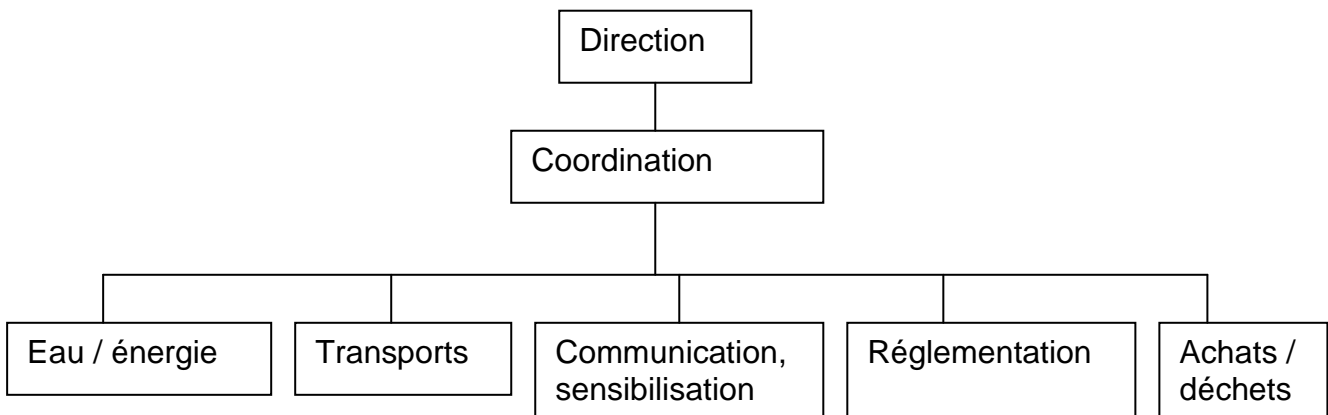 Direction
Coordination
Eau / énergie
Transports
Communication,
sensibilisation
Réglementation
Achats /
déchets